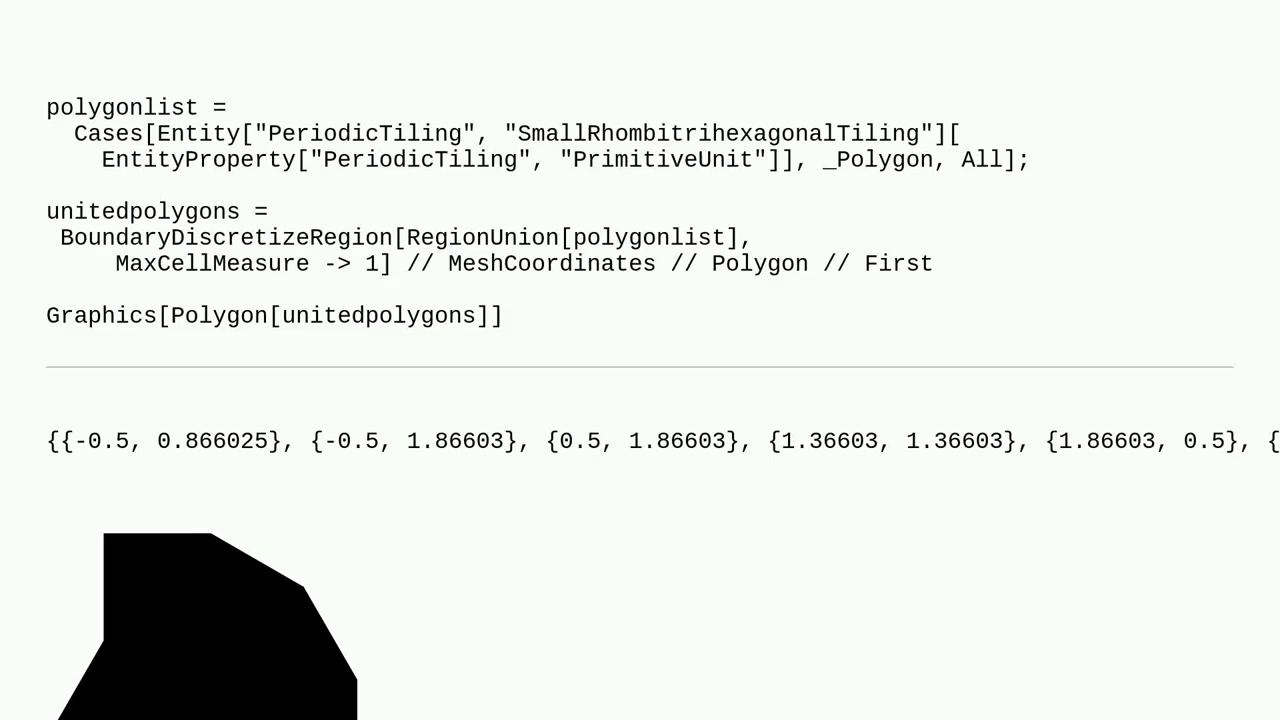 polygonlist =
Cases[Entity["PeriodicTiling", "SmallRhombitrihexagonalTiling"][
EntityProperty["PeriodicTiling", "PrimitiveUnit"]], _Polygon, All];
unitedpolygons =
BoundaryDiscretizeRegion[RegionUnion[polygonlist],
MaxCellMeasure -> 1] // MeshCoordinates // Polygon // First
Graphics[Polygon[unitedpolygons]]
{{-0.5, 0.866025}, {-0.5, 1.86603}, {0.5, 1.86603}, {1.36603, 1.36603}, {1.86603, 0.5}, {